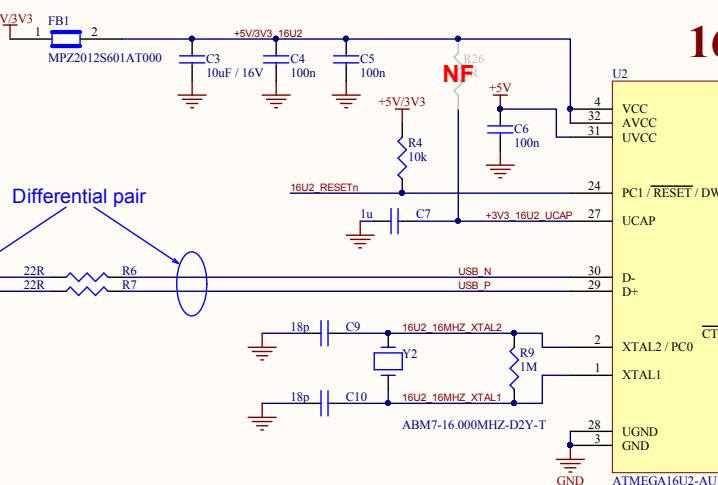 V/3V3
FB1
1
2
MPZ2012S601AT000
+5V/3V3_16U2
C3
10uF / 16V
C4
100n
C5
100n
R26
NF
16
U2
+5V
C6
100n
+5V/3V3
R4
10k
4
VCC
32
AVCC
31
UVCC
16U2_RESETn
24
PC1 / RESET / DW
1u
C7
+3V3_16U2_UCAP
27
UCAP
Differential pair
22R
R6
USB_N
30
D-
22R
R7
USB_P
29
D+
18p
C9
16U2_16MHZ_XTAL2
2
XTAL2 / PC0
CT
Y2
R9
1M
1
XTAL1
18p
C10
16U2_16MHZ_XTAL1
ABM7-16.000MHZ-D2Y-T
28
UGND
3
GND
GND
ATMEGA16U2-AU